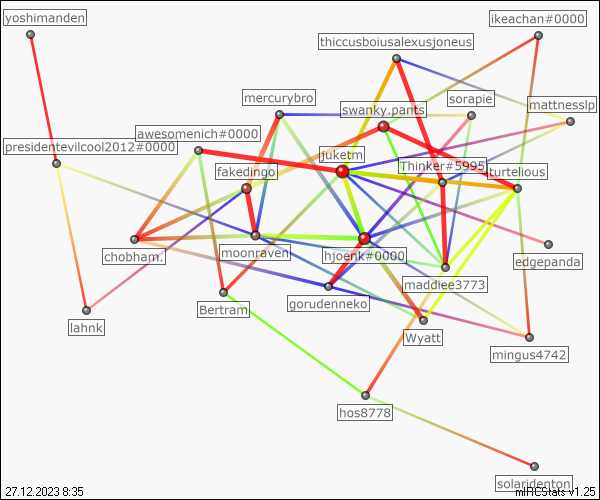 yoshimanden
ikeachan#0000
thiccusboiusalexusjoneus
mercurybro
sorapie
mattnesslp
swanky.pants
awesomenich#0000
presidentevilcool2012#0000
juketm
Thinker#5995
turtelious
fakedingo
chobham.
moonraven
hjoenk#0000
edgepanda
maddiee3773
gorudenneko
Bertram
lahnk
Wyatt
mingus4742
hos8778
solaridenton
27.12.2023 8:35
mIRCStats v1.25